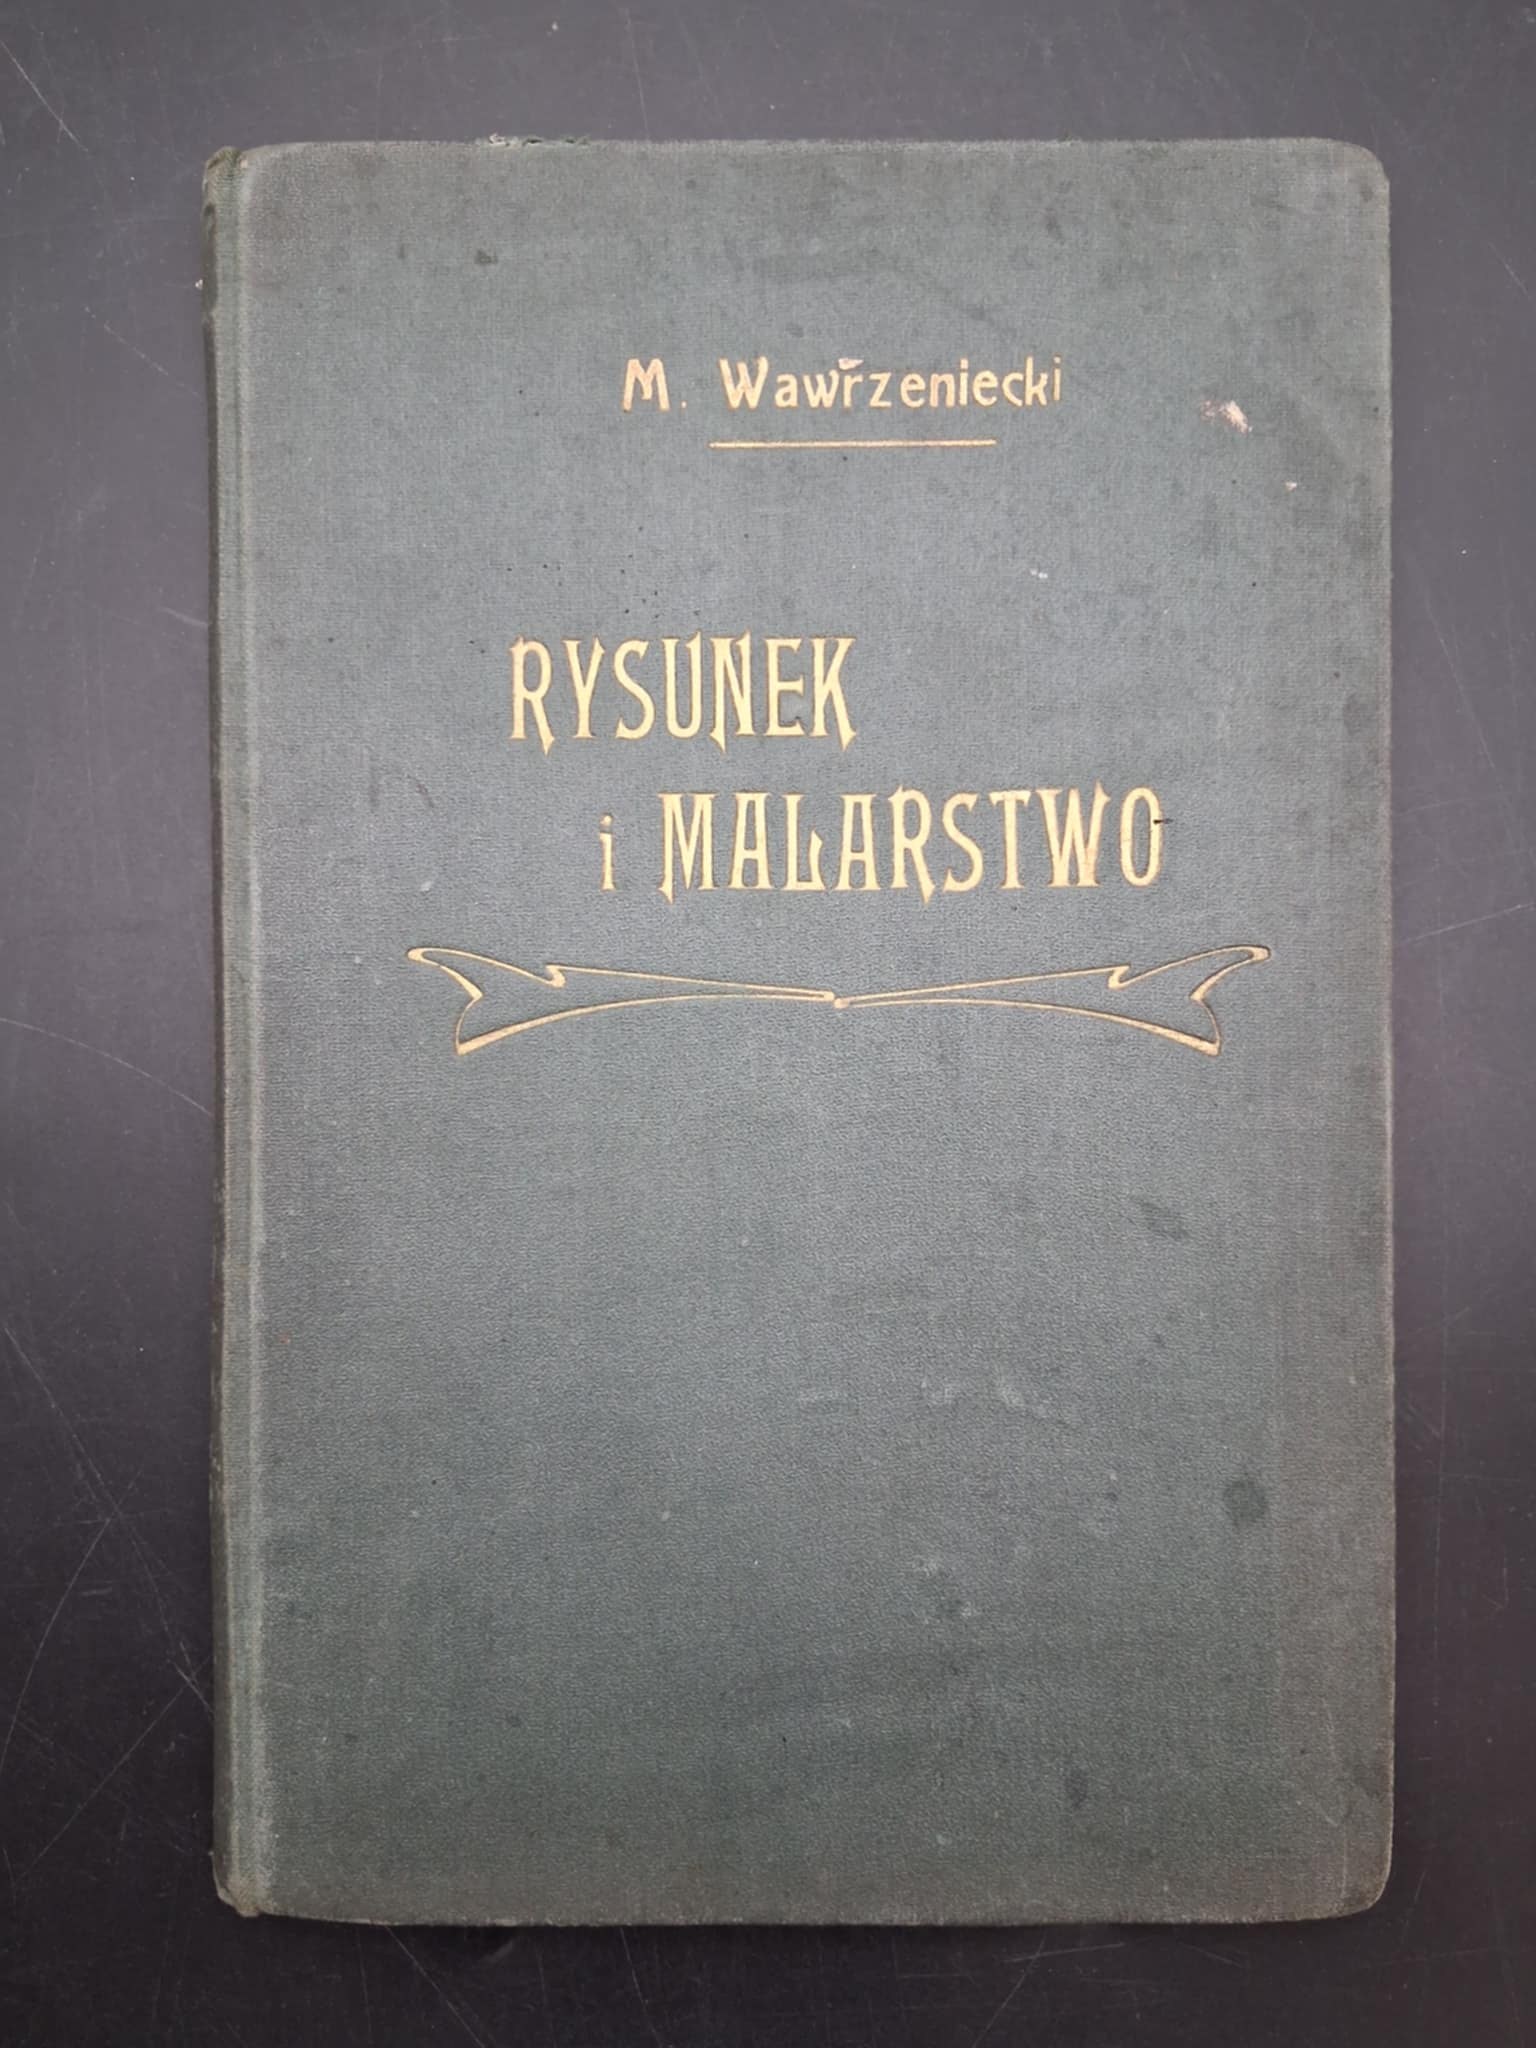 M. Wawrzeniecki
RYSUNEK
i MALARSTWO